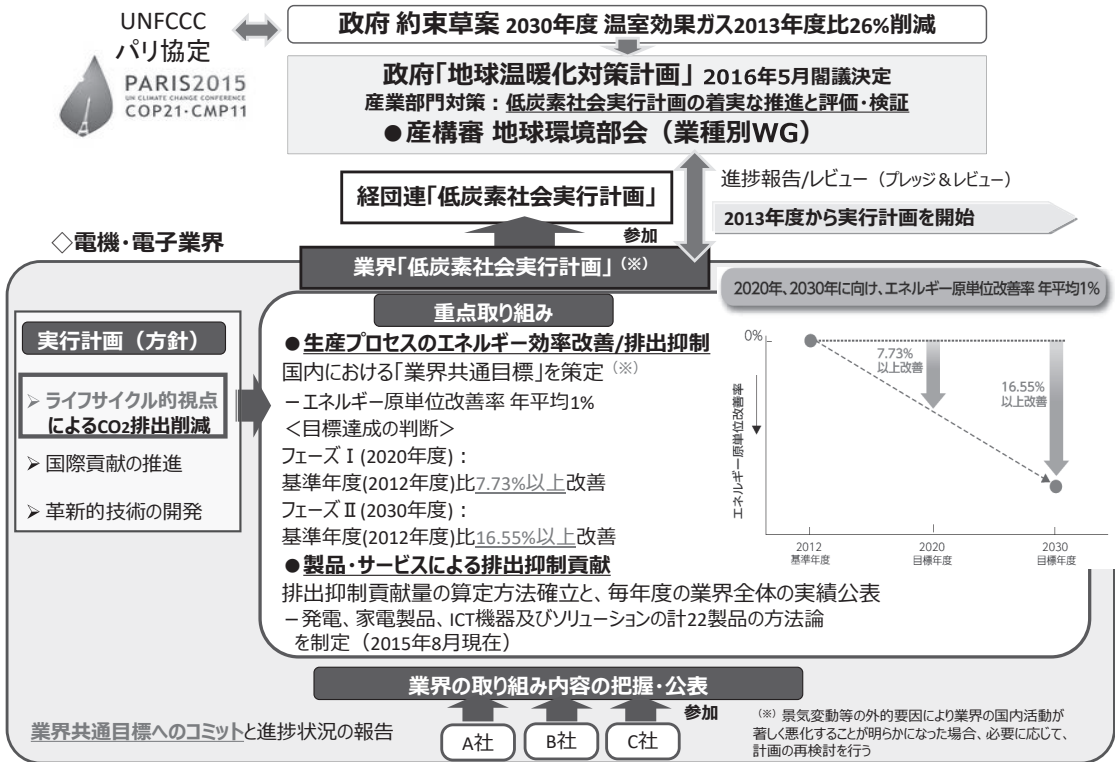 UNFCCC
パリ協定
PARIS2015
UN CLIMATE CHANGE CONFERENCE
COP21·CMP11
政府 約束草案 2030年度 温室効果ガス2013年度比26%削減
政府「地球温暖化対策計画」 2016年5月閣議決定
産業部門対策：低炭素社会実行計画の着実な推進と評価・検証
●産構審 地球環境部会（業種別WG）
進捗報告/レビュー（プレッジ＆レビュー）
2013年度から実行計画を開始
経団連「低炭素社会実行計画」
参加
◇電機・電子業界
業界「低炭素社会実行計画」(※)
実行計画（方針）
➢ ライフサイクル的視点
によるCO2排出削減
➢ 国際貢献の推進
➢ 革新的技術の開発
重点取り組み
●生産プロセスのエネルギー効率改善/排出抑制
国内における「業界共通目標」を策定 (※)
－エネルギー原単位改善率 年平均1%
＜目標達成の判断＞
フェーズⅠ(2020年度)：
基準年度(2012年度)比7.73%以上改善
フェーズⅡ(2030年度)：
基準年度(2012年度)比16.55%以上改善
●製品・サービスによる排出抑制貢献
排出抑制貢献量の算定方法確立と、毎年度の業界全体の実績公表
－発電、家電製品、ICT機器及びソリューションの計22製品の方法論
を制定（2015年8月現在）
2020年、2030年に向け、エネルギー原単位改善率 年平均1%
0%
7.73%
以上改善
16.55%
以上改善
エネルギー原単位改善率
2012
基準年度
2020
目標年度
2030
目標年度
業界の取り組み内容の把握・公表
参加
A社
B社
C社
業界共通目標へのコミットと進捗状況の報告
(※) 景気変動等の外的要因により業界の国内活動が
著しく悪化することが明らかになった場合、必要に応じて、
計画の再検討を行う